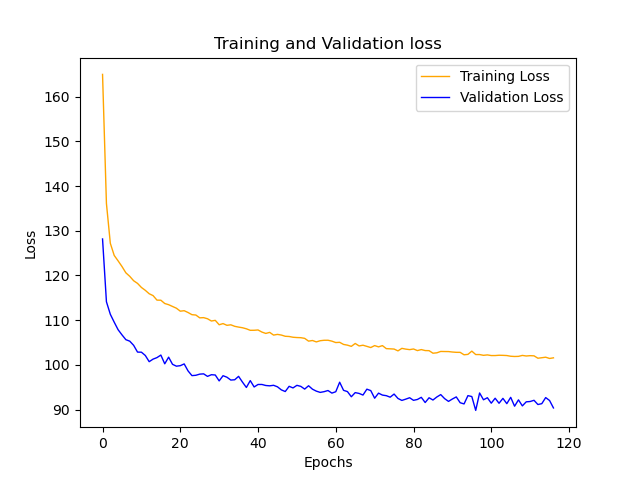 Training and Validation loss
Training Loss
Validation Loss
Loss
160
150
140
130
120
110
100
90
0 20 40 60 80 100 120
Epochs